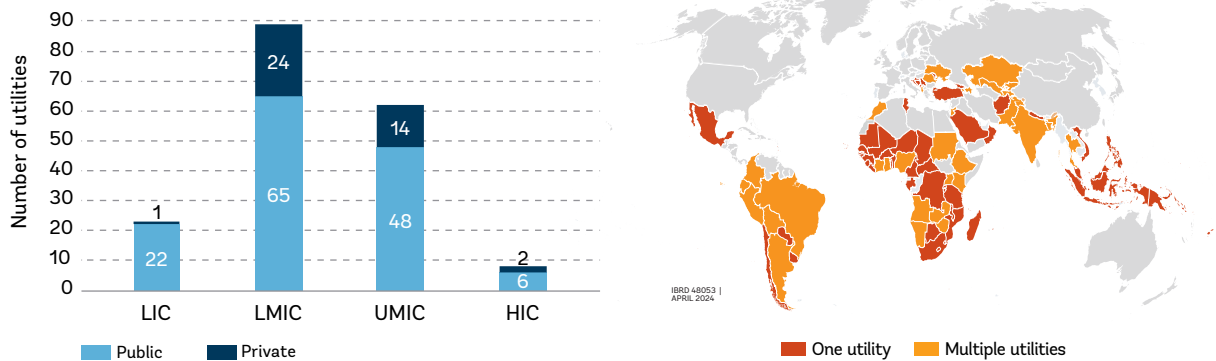 Number of utilities
90
80
70
60
50
40
30
20
10
0
1
22
24
65
14
48
2
6
LIC
LMIC
UMIC
HIC
Public
Private
IBRD 48053 |
APRIL 2024
One utility
Multiple utilities